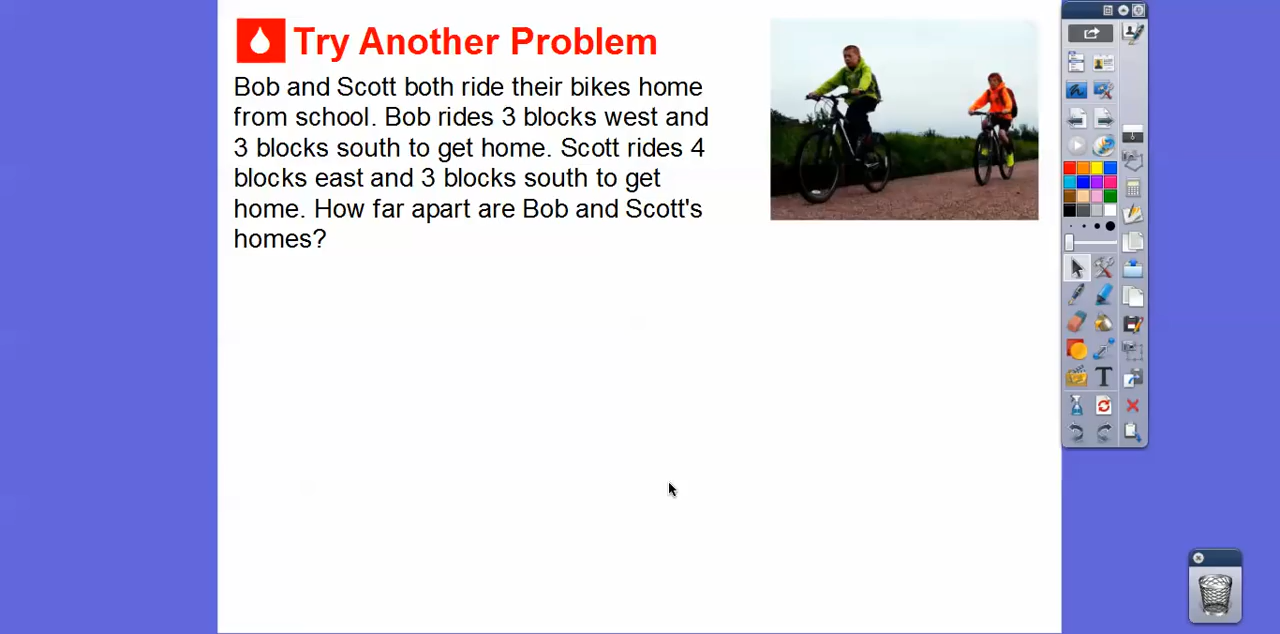 Try Another Problem
Bob and Scott both ride their bikes home
from school. Bob rides 3 blocks west and
3 blocks south to get home. Scott rides 4
blocks east and 3 blocks south to get
home. How far apart are Bob and Scott's
homes?